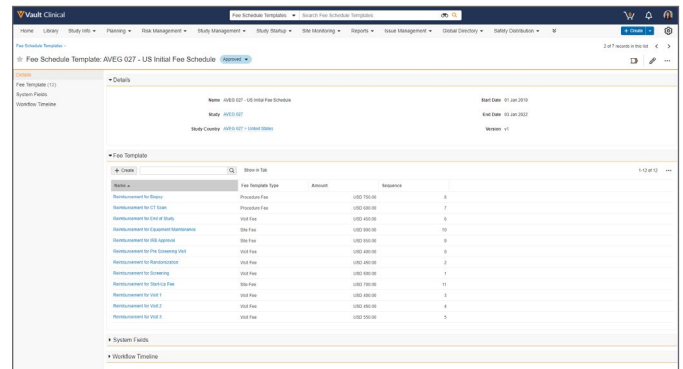 Vault Clinical
Fee Schedule Templates Search Fee Schedule Templates
Home Library Study Info Planning Risk Management Study Management Study Startup Site Monitoring Reports Issue Management Global Directory Safety Distribution + Create
Fee Schedule Templates >
2 of 7 records in this list
Fee Schedule Template: AVEG 027 - US Initial Fee Schedule Approved
Details
Fee Template (12)
System Fields
Workflow Timeline
Details
Name AVEG 027 - US Initial Fee Schedule Start Date 01 Jan 2018
Study AVEG 027 End Date 03 Jan 2022
Study Country AVEG 027 > United States Version v1
Fee Template
+ Create Show in Tab 1-12 of 12
Name Fee Template Type Amount Sequence
Reimbursement for Biopsy Procedure Fee USD 750.00 8
Reimbursement for CT Scan Procedure Fee USD 600.00 7
Reimbursement for End of Study Visit Fee USD 450.00 6
Reimbursement for Equipment Maintenance Site Fee USD 900.00 10
Reimbursement for IRB Approval Site Fee USD 650.00 9
Reimbursement for Pre Screening Visit Visit Fee USD 400.00
Reimbursement for Randomization Visit Fee USD 450.00 2
Reimbursement for Screening Visit Fee USD 500.00 1
Reimbursement for Start-Up Fee Site Fee USD 700.00 11
Reimbursement for Visit 1 Visit Fee USD 400.00 3
Reimbursement for Visit 2 Visit Fee USD 450.00 4
Reimbursement for Visit 3 Visit Fee USD 550.00 5
System Fields
Workflow Timeline